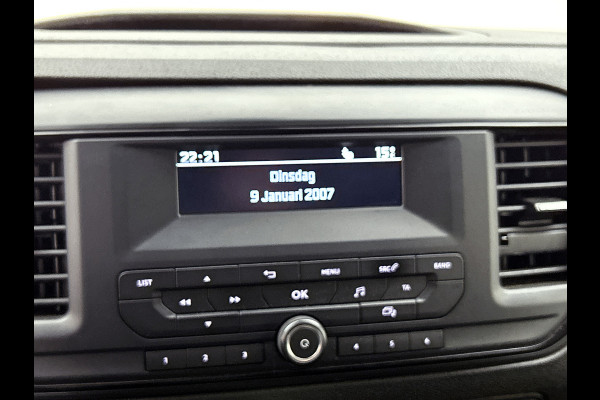 22:21 15°
Dinsdag
9 Januari 2007
LIST MENU SRC BAND
OK TA
1 2 3 4 5 6